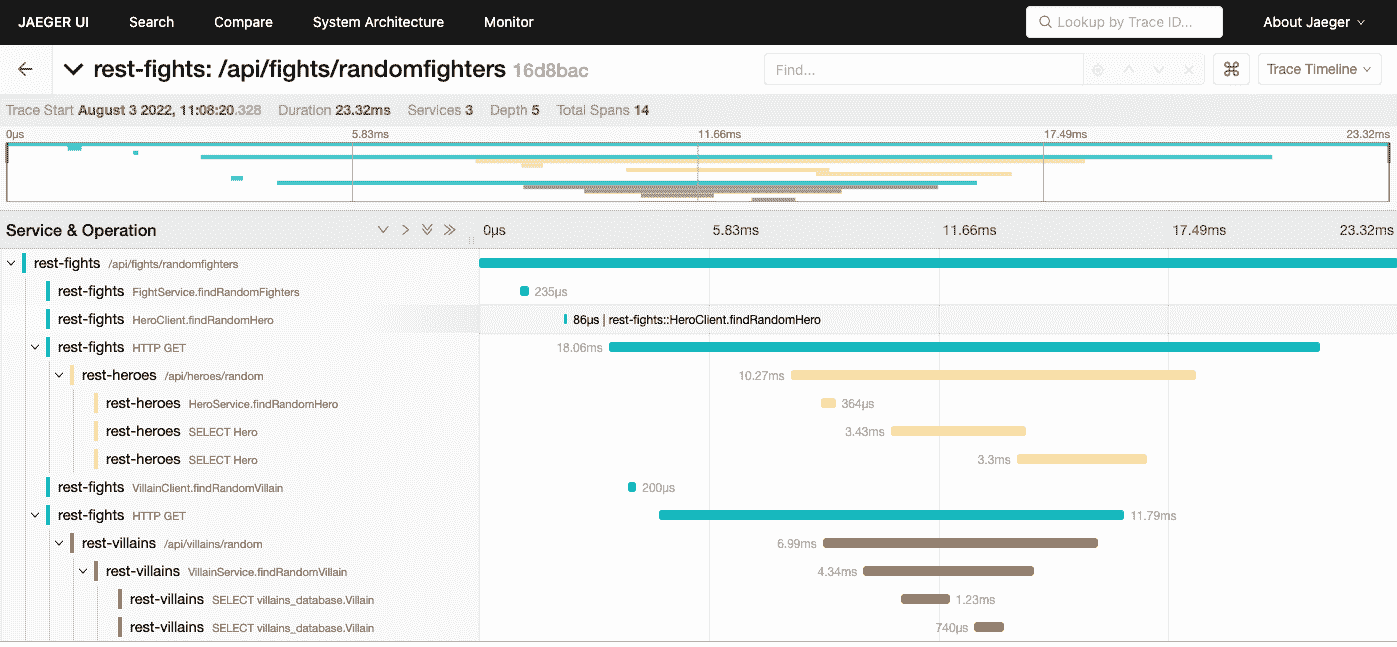 JAEGER UI Search Compare System Architecture Monitor Lookup by Trace ID... About Jaeger
rest-fights: /api/fights/randomfighters 16d8bac Find... ⌘ Trace Timeline
Trace Start August 3 2022, 11:08:20.328 Duration 23.32ms Services 3 Depth 5 Total Spans 14
0µs 5.83ms 11.66ms 17.49ms 23.32ms
Service & Operation 0µs 5.83ms 11.66ms 17.49ms 23.32ms
rest-fights /api/fights/randomfighters
rest-fights FightService.findRandomFighters 235µs
rest-fights HeroClient.findRandomHero 86µs | rest-fights::HeroClient.findRandomHero
rest-fights HTTP GET 18.06ms
rest-heroes /api/heroes/random 10.27ms
rest-heroes HeroService.findRandomHero 364µs
rest-heroes SELECT Hero 3.43ms
rest-heroes SELECT Hero 3.3ms
rest-fights VillainClient.findRandomVillain 200µs
rest-fights HTTP GET 11.79ms
rest-villains /api/villains/random 6.99ms
rest-villains VillainService.findRandomVillain 4.34ms
rest-villains SELECT villains_database.Villain 1.23ms
rest-villains SELECT villains_database.Villain 740µs